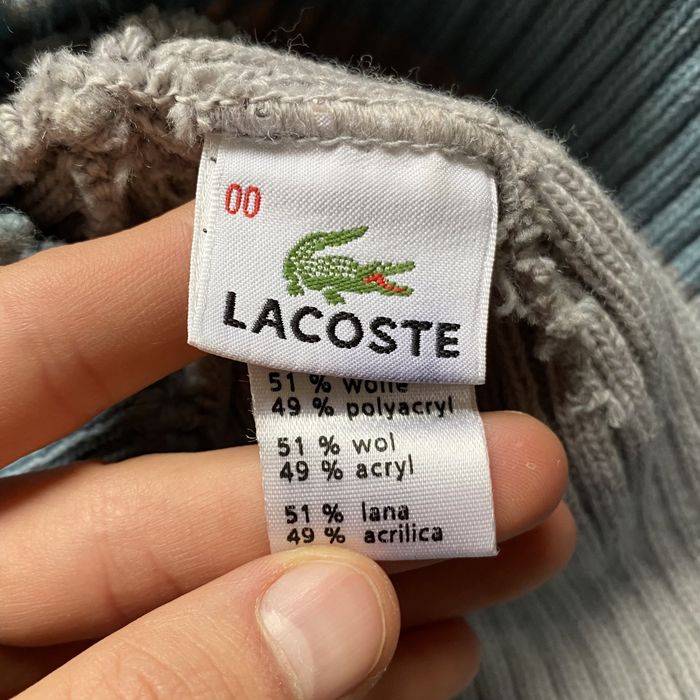 00
LACOSTE
51 % wolle
49 % polyacryl
51 % wol
49 % acryl
51 % lana
49 % acrilica